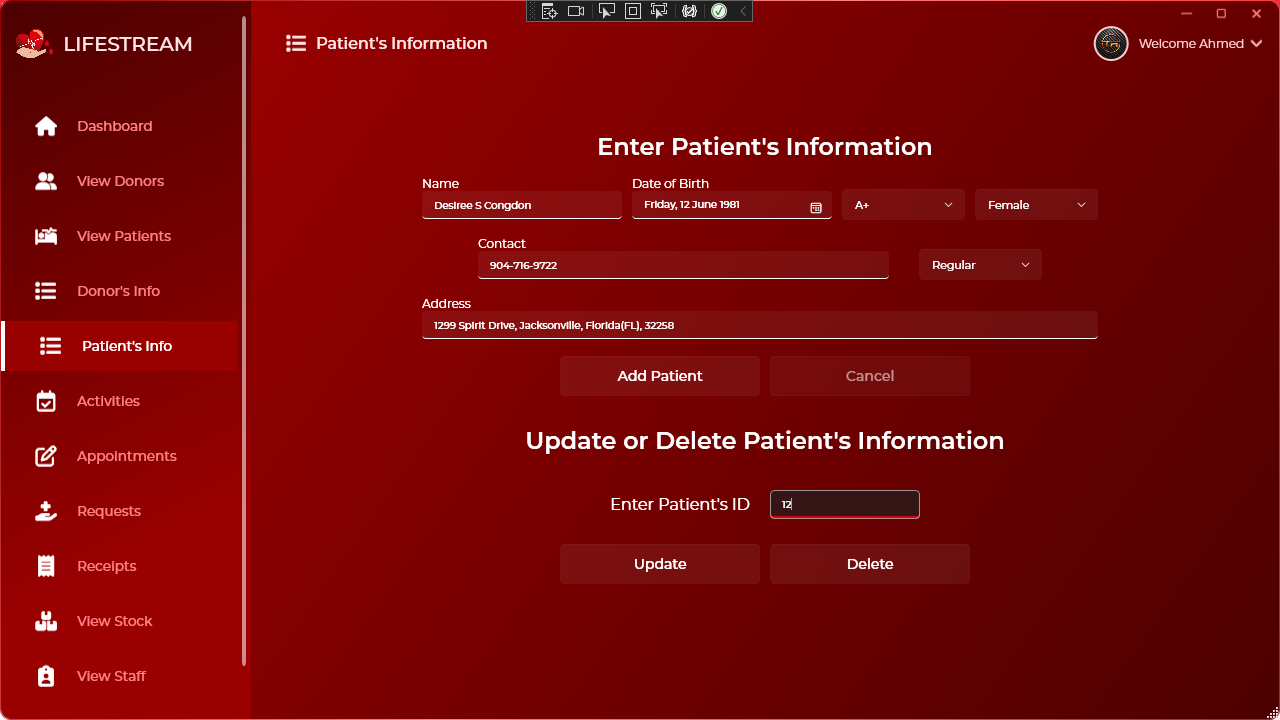 LIFESTREAM
Patient's Information
Welcome Ahmed
Dashboard
View Donors
View Patients
Donor's Info
Patient's Info
Activities
Appointments
Requests
Receipts
View Stock
View Staff
Enter Patient's Information
Name
Date of Birth
Desiree S Congdon
Friday, 12 June 1981
A+
Female
Contact
904-716-9722
Regular
Address
1299 Spirit Drive, Jacksonville, Florida(FL), 32258
Add Patient
Cancel
Update or Delete Patient's Information
Enter Patient's ID
12
Update
Delete